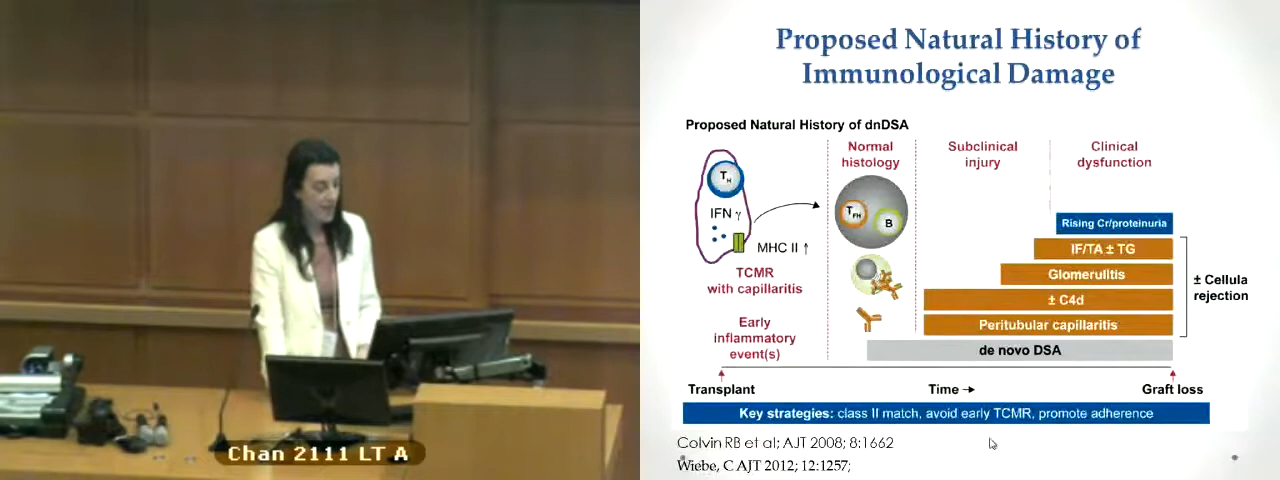 Proposed Natural History of
Immunological Damage
Proposed Natural History of dnDSA
Normal
histology
Subclinical
injury
Clinical
dysfunction
TH
IFN γ
MHC II ↑
TFH
B
TCMR
with capillaritis
Early
inflammatory
event(s)
Rising Cr/proteinuria
IF/TA ± TG
Glomerulitis
± C4d
Peritubular capillaritis
de novo DSA
± Cellula
rejection
Transplant
Time →
Graft loss
Key strategies: class II match, avoid early TCMR, promote adherence
Colvin RB et al; AJT 2008; 8:1662
Wiebe, C AJT 2012; 12:1257;
Chan 2111 LT A